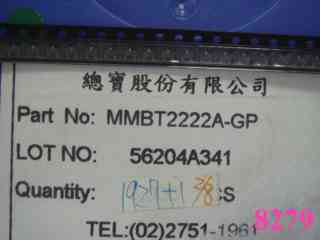 總寶股份有限公司
Part No: MMBT2222A-GP
LOT NO: 56204A341
Quantity: CS
TEL:(02)2751-1961
8279